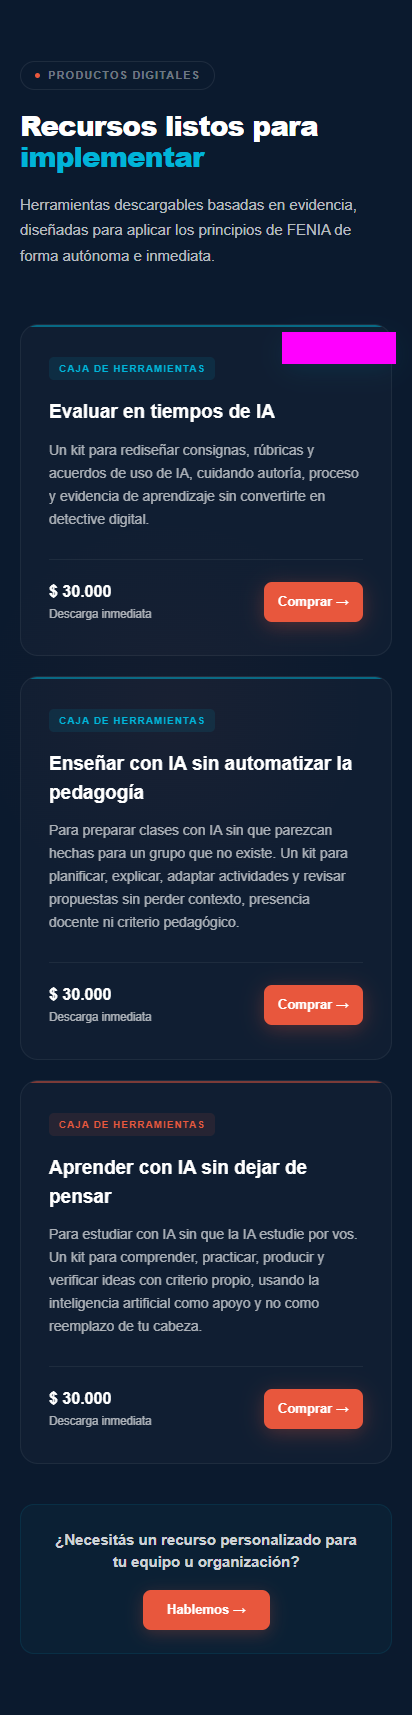 PRODUCTOS DIGITALES
Recursos listos para
implementar
Herramientas descargables basadas en evidencia,
diseñadas para aplicar los principios de FENIA de
forma autónoma e inmediata.
CAJA DE HERRAMIENTAS
Evaluar en tiempos de IA
Un kit para rediseñar consignas, rúbricas y
acuerdos de uso de IA, cuidando autoría, proceso
y evidencia de aprendizaje sin convertirte en
detective digital.
$ 30.000
Descarga inmediata
Comprar →
CAJA DE HERRAMIENTAS
Enseñar con IA sin automatizar la
pedagogía
Para preparar clases con IA sin que parezcan
hechas para un grupo que no existe. Un kit para
planificar, explicar, adaptar actividades y revisar
propuestas sin perder contexto, presencia
docente ni criterio pedagógico.
$ 30.000
Descarga inmediata
Comprar →
CAJA DE HERRAMIENTAS
Aprender con IA sin dejar de
pensar
Para estudiar con IA sin que la IA estudie por vos.
Un kit para comprender, practicar, producir y
verificar ideas con criterio propio, usando la
inteligencia artificial como apoyo y no como
reemplazo de tu cabeza.
$ 30.000
Descarga inmediata
Comprar →
¿Necesitás un recurso personalizado para
tu equipo u organización?
Hablemos →